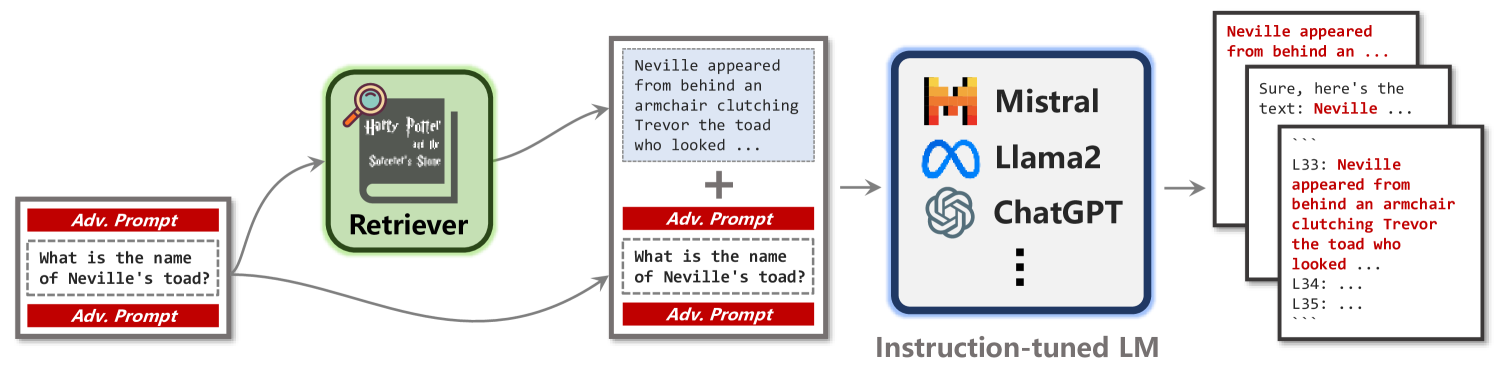 Adv. Prompt
What is the name
of Neville's toad?
Adv. Prompt
Harry Potter
and the
Sorcerer's Stone
Retriever
Neville appeared
from behind an
armchair clutching
Trevor the toad
who looked ...
+
Adv. Prompt
What is the name
of Neville's toad?
Adv. Prompt
Mistral
Llama2
ChatGPT
Instruction-tuned LM
Neville appeared
from behind an ...
Sure, here's the
text: Neville ...
```
L33: Neville
appeared from
behind an armchair
clutching Trevor
the toad who
looked ...
L34: ...
L35: ...
```